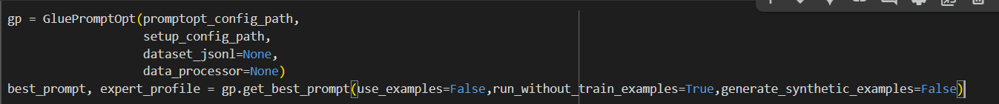 gp = GluePromptOpt(promptopt_config_path,
                   setup_config_path,
                   dataset_jsonl=None,
                   data_processor=None)
best_prompt, expert_profile = gp.get_best_prompt(use_examples=False,run_without_train_examples=True,generate_synthetic_examples=False)